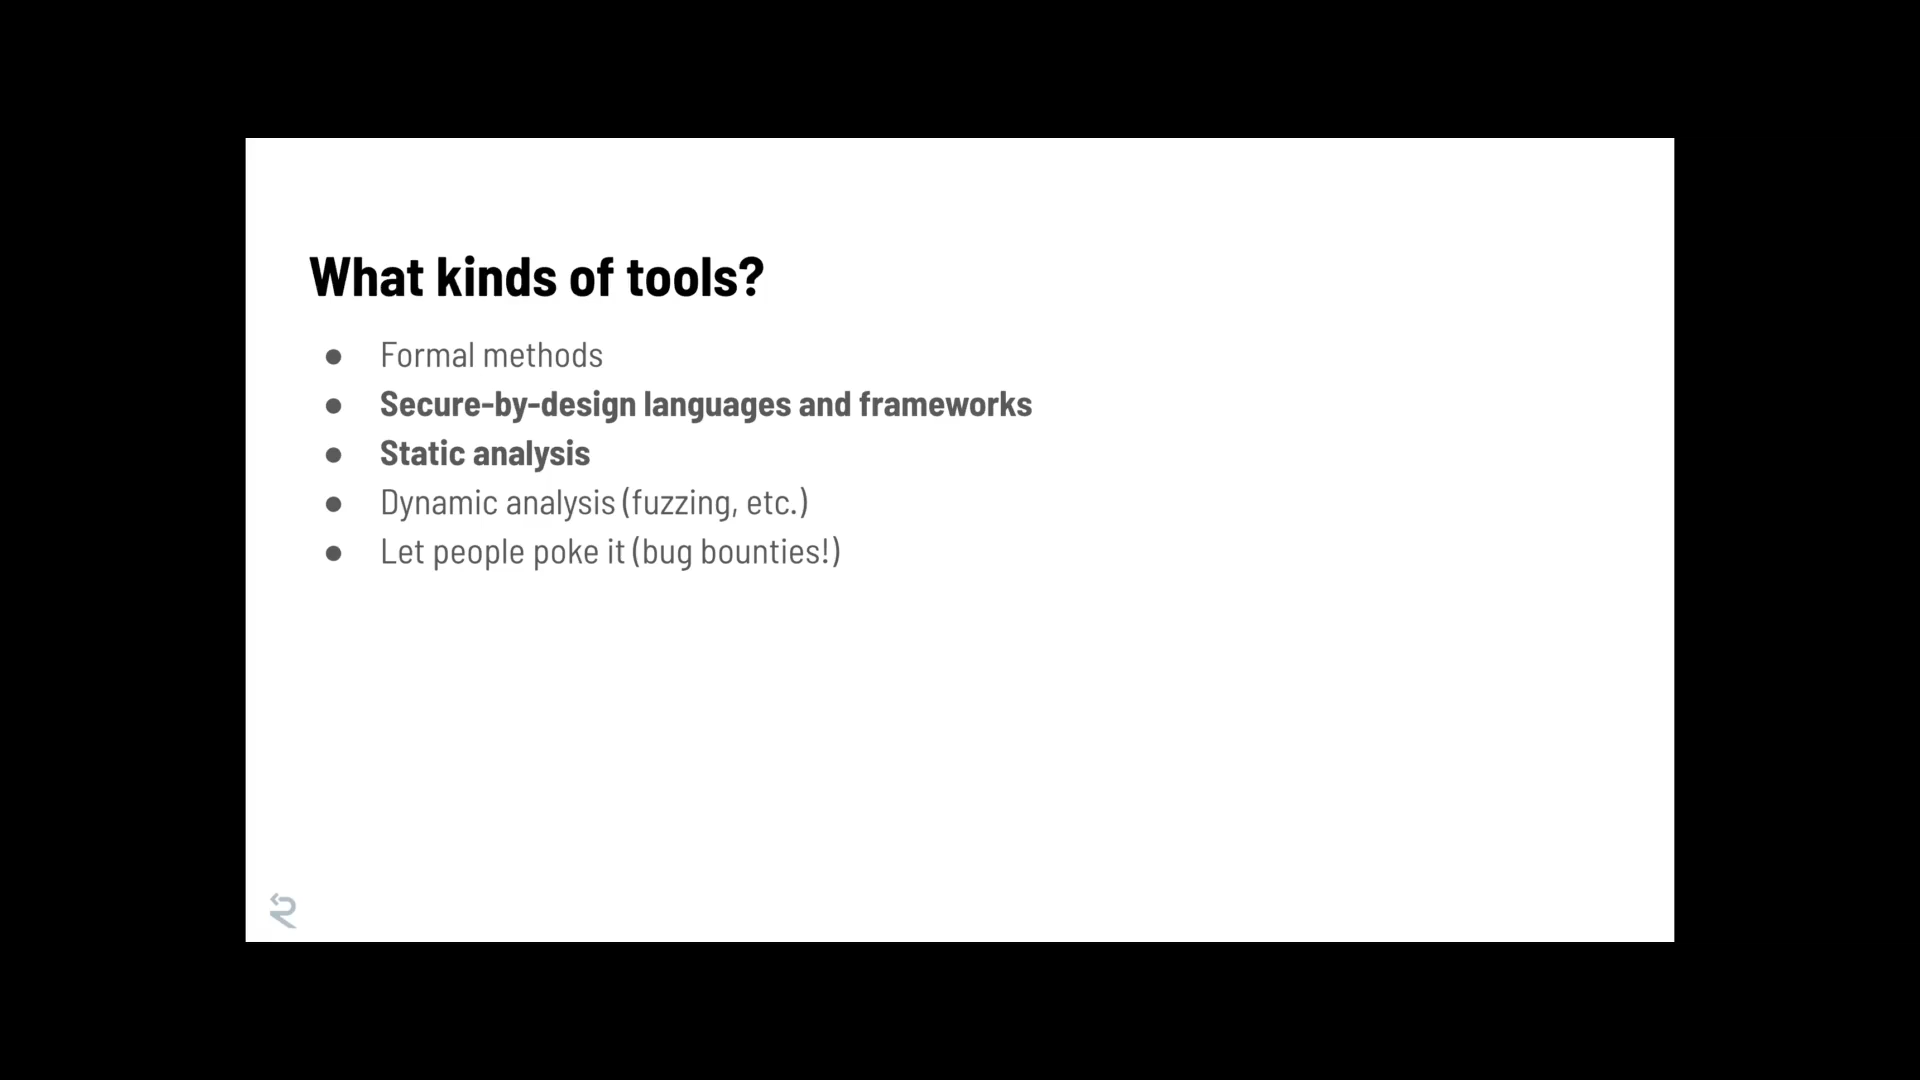 What kinds of tools?
● Formal methods
● Secure-by-design languages and frameworks
● Static analysis
● Dynamic analysis (fuzzing, etc.)
● Let people poke it (bug bounties!)